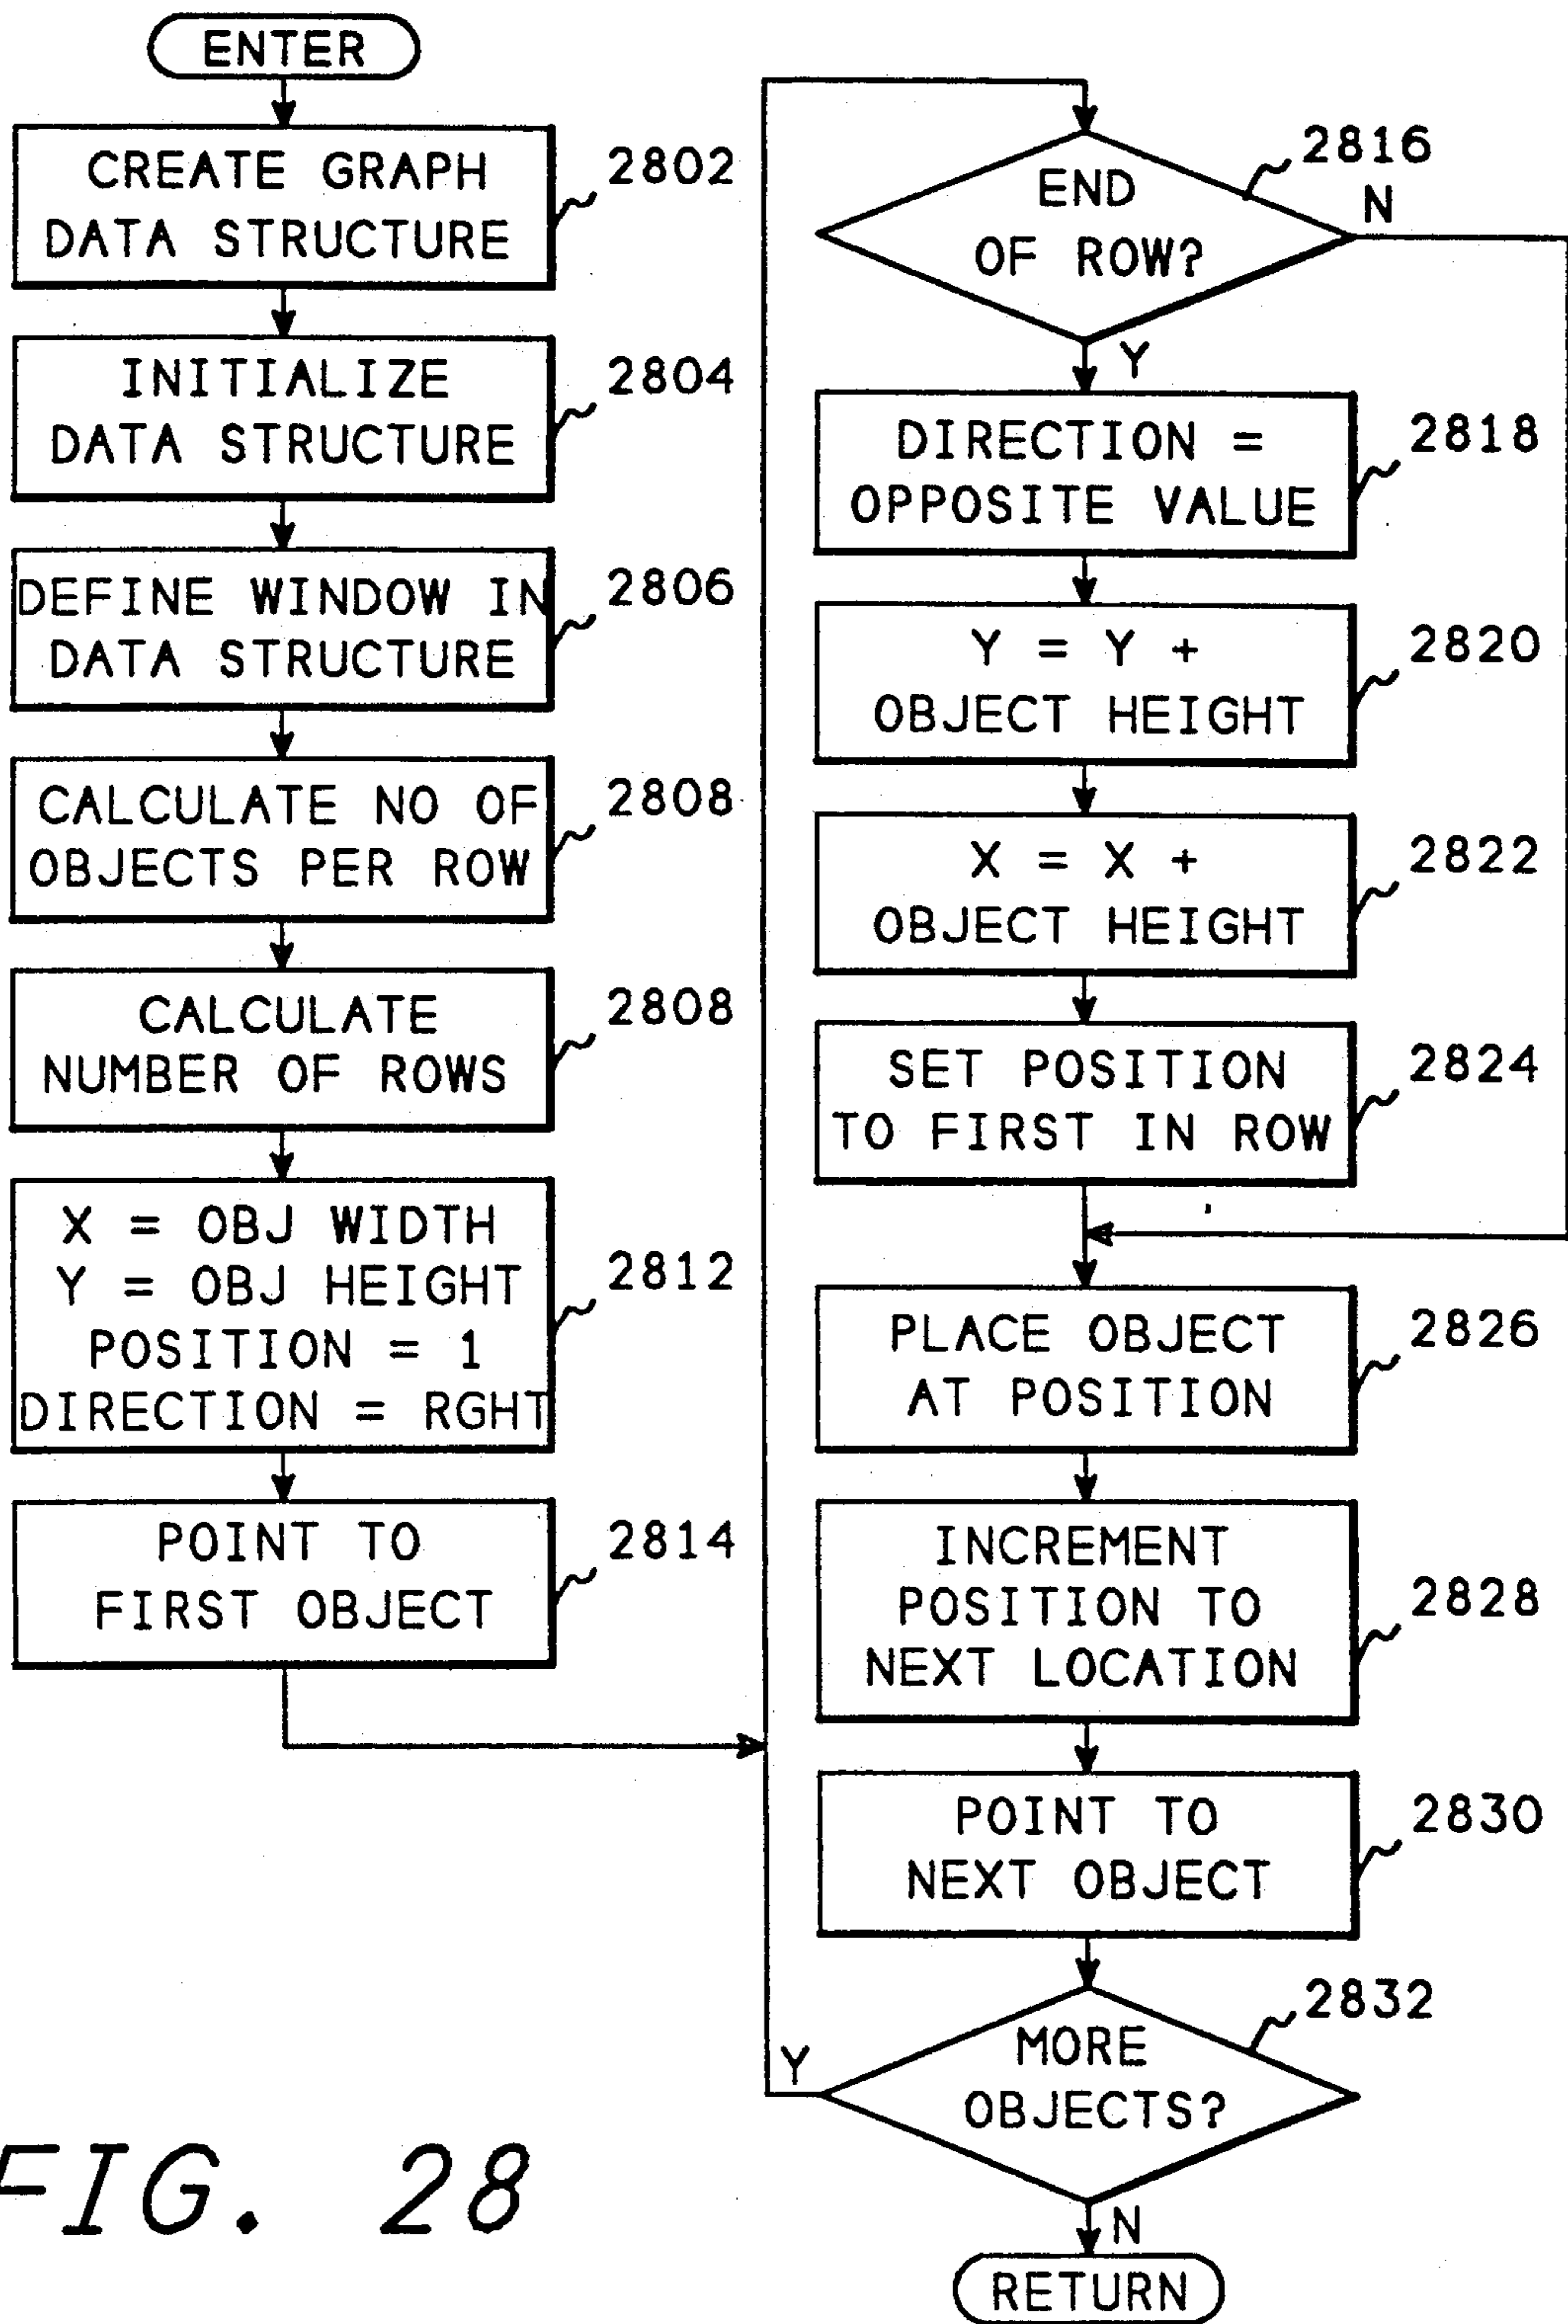 ENTER
CREATE GRAPH
DATA STRUCTURE
2802
INITIALIZE
DATA STRUCTURE
2804
DEFINE WINDOW IN
DATA STRUCTURE
2806
CALCULATE NO OF
OBJECTS PER ROW
2808
CALCULATE
NUMBER OF ROWS
2808
X = OBJ WIDTH
Y = OBJ HEIGHT
POSITION = 1
DIRECTION = RGHT
2812
POINT TO
FIRST OBJECT
2814
END
OF ROW?
2816
N
Y
DIRECTION =
OPPOSITE VALUE
2818
Y = Y +
OBJECT HEIGHT
2820
X = X +
OBJECT HEIGHT
2822
SET POSITION
TO FIRST IN ROW
2824
PLACE OBJECT
AT POSITION
2826
INCREMENT
POSITION TO
NEXT LOCATION
2828
POINT TO
NEXT OBJECT
2830
MORE
OBJECTS?
2832
Y
N
RETURN
FIG. 28